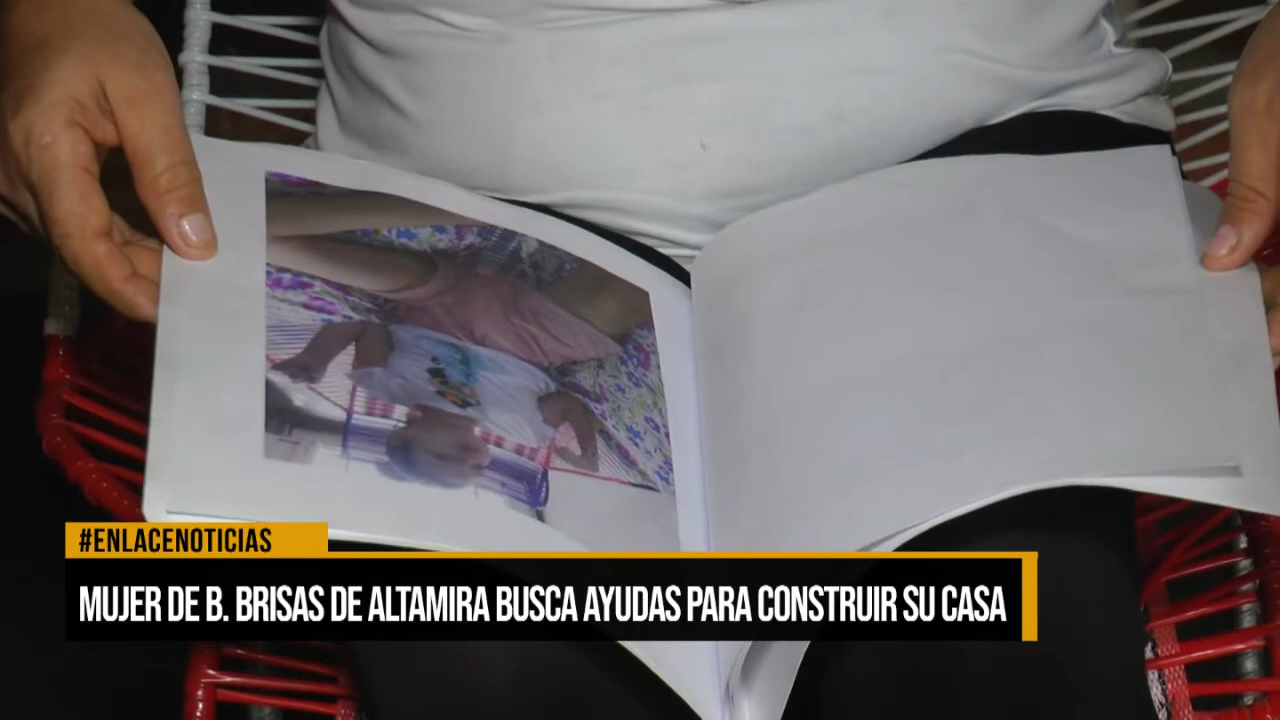 #ENLACENOTICIAS
MUJER DE B. BRISAS DE ALTAMIRA BUSCA AYUDAS PARA CONSTRUIR SU CASA